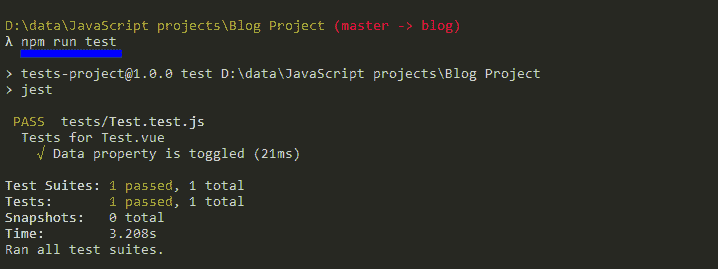 D:\data\JavaScript projects\Blog Project (master -> blog)
λ npm run test
> tests-project@1.0.0 test D:\data\JavaScript projects\Blog Project
> jest
PASS tests/Test.test.js
Tests for Test.vue
√ Data property is toggled (21ms)
Test Suites: 1 passed, 1 total
Tests: 1 passed, 1 total
Snapshots: 0 total
Time: 3.208s
Ran all test suites.